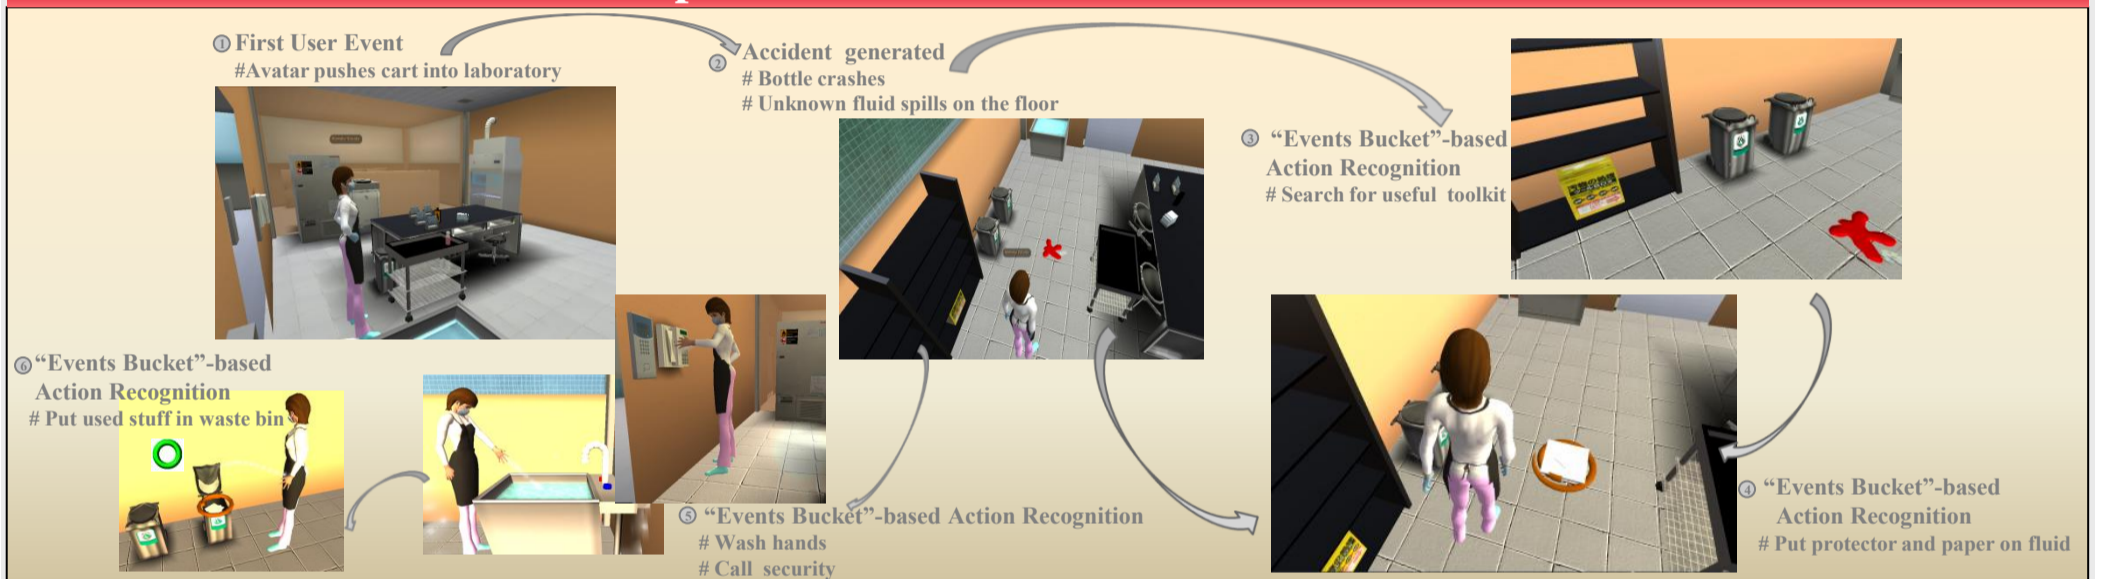 ① First User Event
#Avatar pushes cart into laboratory
② Accident generated
# Bottle crashes
# Unknown fluid spills on the floor
③ “Events Bucket”-based
Action Recognition
# Search for useful toolkit
④ “Events Bucket”-based
Action Recognition
# Put protector and paper on fluid
⑤ “Events Bucket”-based Action Recognition
# Wash hands
# Call security
⑥ “Events Bucket”-based
Action Recognition
# Put used stuff in waste bin